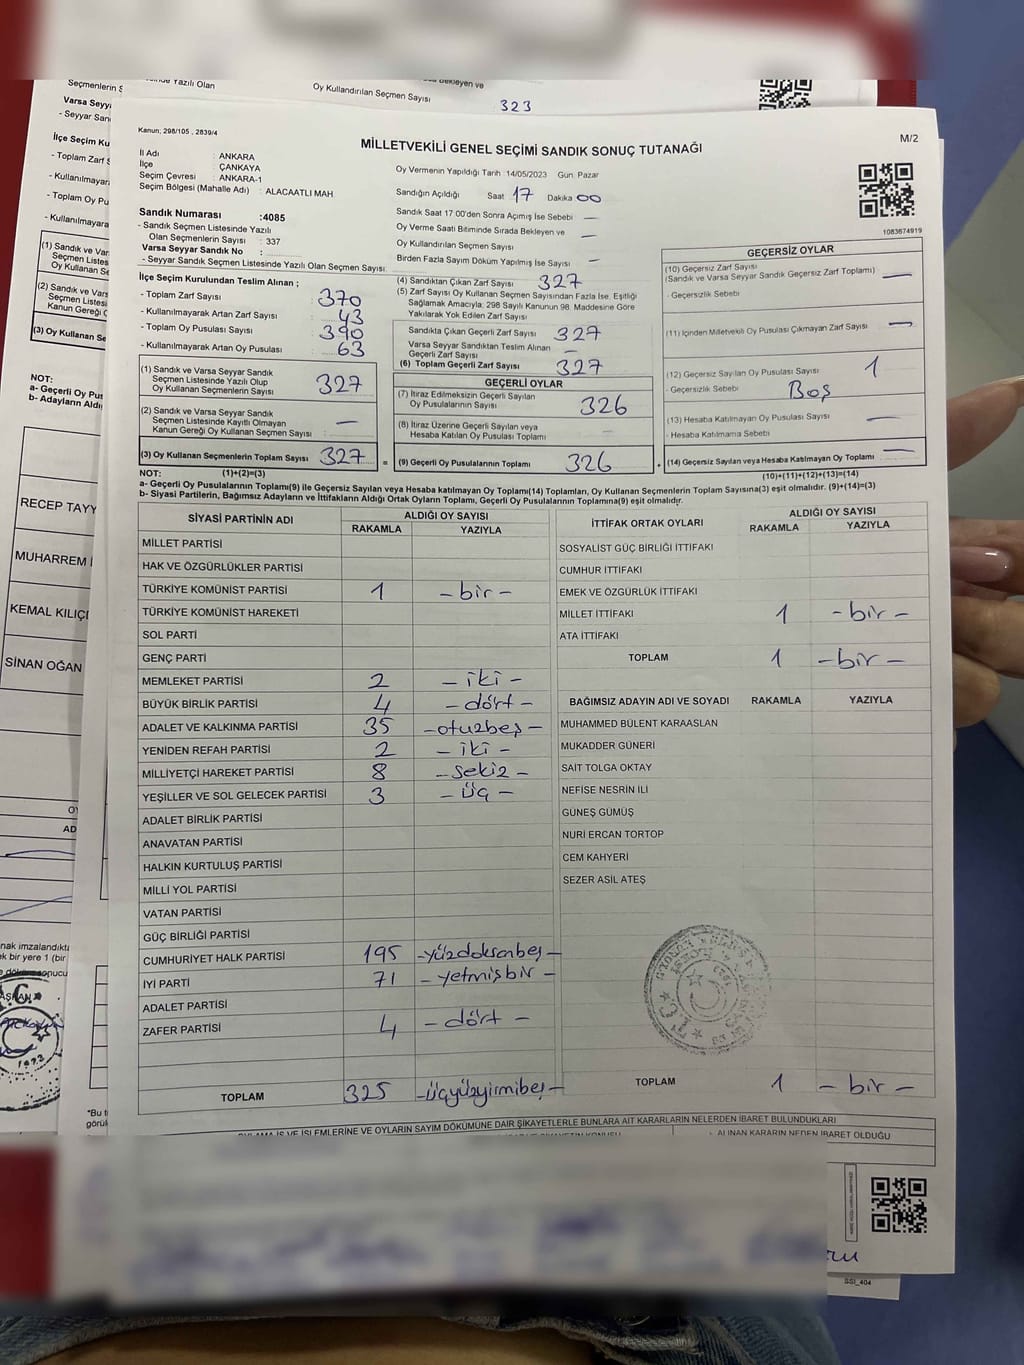 Yazılı Olan
Oy Kullandırılan Seçmen Sayısı
323
Seçmenlerin S
Varsa Seyy
- Seyyar San
İlçe Seçim Ku
- Toplam Zarf S
- Kullanılmayar
- Toplam Oy Pu
- Kullanılmayara
(1) Sandık ve Var
Seçmen Listes
Oy Kullanan Se
(2) Sandık ve Vars
Seçmen Listesi
Kanun Gereği O
(3) Oy Kullanan Se
NOT:
a- Geçerli Oy Pus
b- Adayların Aldığ
RECEP TAYY
MUHARREM İ
KEMAL KILIÇI
SİNAN OĞAN
OY
AD
nak imzalandıkta
k bir yere 1 (bir
*Bu t
görül
Kanun; 298/105 , 2839/4
MİLLETVEKİLİ GENEL SEÇİMİ SANDIK SONUÇ TUTANAĞI
M/2
İl Adı : ANKARA
İlçe : ÇANKAYA
Seçim Çevresi : ANKARA-1
Seçim Bölgesi (Mahalle Adı) : ALACAATLI MAH
Oy Vermenin Yapıldığı Tarih 14/05/2023 Gün Pazar
Sandığın Açıldığı Saat 17 Dakika 00
Sandık Numarası :4085
- Sandık Seçmen Listesinde Yazılı
Olan Seçmenlerin Sayısı : 337
Varsa Seyyar Sandık No :
- Seyyar Sandık Seçmen Listesinde Yazılı Olan Seçmen Sayısı:
Sandık Saat 17 00'den Sonra Açımış İse Sebebi —
Oy Verme Saati Bitiminde Sırada Bekleyen ve —
Oy Kullandırılan Seçmen Sayısı
Birden Fazla Sayım Döküm Yapılmış İse Sayısı —
1083674919
İlçe Seçim Kurulundan Teslim Alınan ;
- Toplam Zarf Sayısı : 370
- Kullanılmayarak Artan Zarf Sayısı : 43
- Toplam Oy Pusulası Sayısı : 390
- Kullanılmayarak Artan Oy Pusulası : 63
(1) Sandık ve Varsa Seyyar Sandık
Seçmen Listesinde Yazılı Olup
Oy Kullanan Seçmenlerin Sayısı : 327
(2) Sandık ve Varsa Seyyar Sandık
Seçmen Listesinde Kayıtlı Olmayan
Kanun Gereği Oy Kullanan Seçmen Sayısı : —
(3) Oy Kullanan Seçmenlerin Toplam Sayısı : 327 =
(4) Sandıktan Çıkan Zarf Sayısı : 327
(5) Zarf Sayısı Oy Kullanan Seçmen Sayısından Fazla İse, Eşitliği
Sağlamak Amacıyla; 298 Sayılı Kanunun 98. Maddesine Göre
Yakılarak Yok Edilen Zarf Sayısı
Sandıkta Çıkan Geçerli Zarf Sayısı : 327
Varsa Seyyar Sandıktan Teslim Alınan
Geçerli Zarf Sayısı : —
(6) Toplam Geçerli Zarf Sayısı : 327
GEÇERLİ OYLAR
(7) İtiraz Edilmeksizin Geçerli Sayılan
Oy Pusulalarının Sayısı : 326
(8) İtiraz Üzerine Geçerli Sayılan veya
Hesaba Katılan Oy Pusulası Toplamı :
(9) Geçerli Oy Pusulalarının Toplamı : 326 +
GEÇERSİZ OYLAR
(10) Geçersiz Zarf Sayısı
(Sandık ve Varsa Seyyar Sandık Geçersiz Zarf Toplamı) : —
- Geçersizlik Sebebi
(11) İçinden Milletvekili Oy Pusulası Çıkmayan Zarf Sayısı : —
(12) Geçersiz Sayılan Oy Pusulası Sayısı : 1
- Geçersizlik Sebebi : Boş
(13) Hesaba Katılmayan Oy Pusulası Sayısı : —
- Hesaba Katılmama Sebebi
(14) Geçersiz Sayılan veya Hesaba Katılmayan Oy Toplamı : —
NOT: (1)+(2)=(3)
(10)+(11)+(12)+(13)=(14)
a- Geçerli Oy Pusulalarının Toplamı(9) ile Geçersiz Sayılan veya Hesaba katılmayan Oy Toplamı(14) Toplamları, Oy Kullanan Seçmenlerin Toplam Sayısına(3) eşit olmalıdır. (9)+(14)=(3)
b- Siyasi Partilerin, Bağımsız Adayların ve İttifakların Aldığı Ortak Oyların Toplamı, Geçerli Oy Pusulalarının Toplamına(9) eşit olmalıdır.
SİYASİ PARTİNİN ADI ALDIĞI OY SAYISI
RAKAMLA YAZIYLA
MİLLET PARTİSİ
HAK VE ÖZGÜRLÜKLER PARTİSİ
TÜRKİYE KOMÜNİST PARTİSİ 1 -bir-
TÜRKİYE KOMÜNİST HAREKETİ
SOL PARTİ
GENÇ PARTİ
MEMLEKET PARTİSİ 2 -iki-
BÜYÜK BİRLİK PARTİSİ 4 -dört-
ADALET VE KALKINMA PARTİSİ 35 -otuzbeş-
YENİDEN REFAH PARTİSİ 2 -iki-
MİLLİYETÇİ HAREKET PARTİSİ 8 -sekiz-
YEŞİLLER VE SOL GELECEK PARTİSİ 3 -üç-
ADALET BİRLİK PARTİSİ
ANAVATAN PARTİSİ
HALKIN KURTULUŞ PARTİSİ
MİLLİ YOL PARTİSİ
VATAN PARTİSİ
GÜÇ BİRLİĞİ PARTİSİ
CUMHURİYET HALK PARTİSİ 195 -yüzdoksanbeş-
İYİ PARTİ 71 -yetmişbir-
ADALET PARTİSİ
ZAFER PARTİSİ 4 -dört-
TOPLAM 325 -üçyüzyirmibeş-
İTTİFAK ORTAK OYLARI ALDIĞI OY SAYISI
RAKAMLA YAZIYLA
SOSYALİST GÜÇ BİRLİĞİ İTTİFAKI
CUMHUR İTTİFAKI
EMEK VE ÖZGÜRLÜK İTTİFAKI
MİLLET İTTİFAKI 1 -bir-
ATA İTTİFAKI
TOPLAM 1 -bir-
BAĞIMSIZ ADAYIN ADI VE SOYADI RAKAMLA YAZIYLA
MUHAMMED BÜLENT KARAASLAN
MUKADDER GÜNERİ
SAİT TOLGA OKTAY
NEFİSE NESRİN İLİ
GÜNEŞ GÜMÜŞ
NURİ ERCAN TORTOP
CEM KAHYERİ
SEZER ASİL ATEŞ
TOPLAM 1 -bir-
İŞ VE İŞLEMLERİNE VE OYLARIN SAYIM DÖKÜMÜNE DAİR ŞİKAYETLERLE BUNLARA AİT KARARLARIN NELERDEN İBARET BULUNDUKLARI
ALINAN KARARIN NEDEN İBARET OLDUĞU
SSI_404